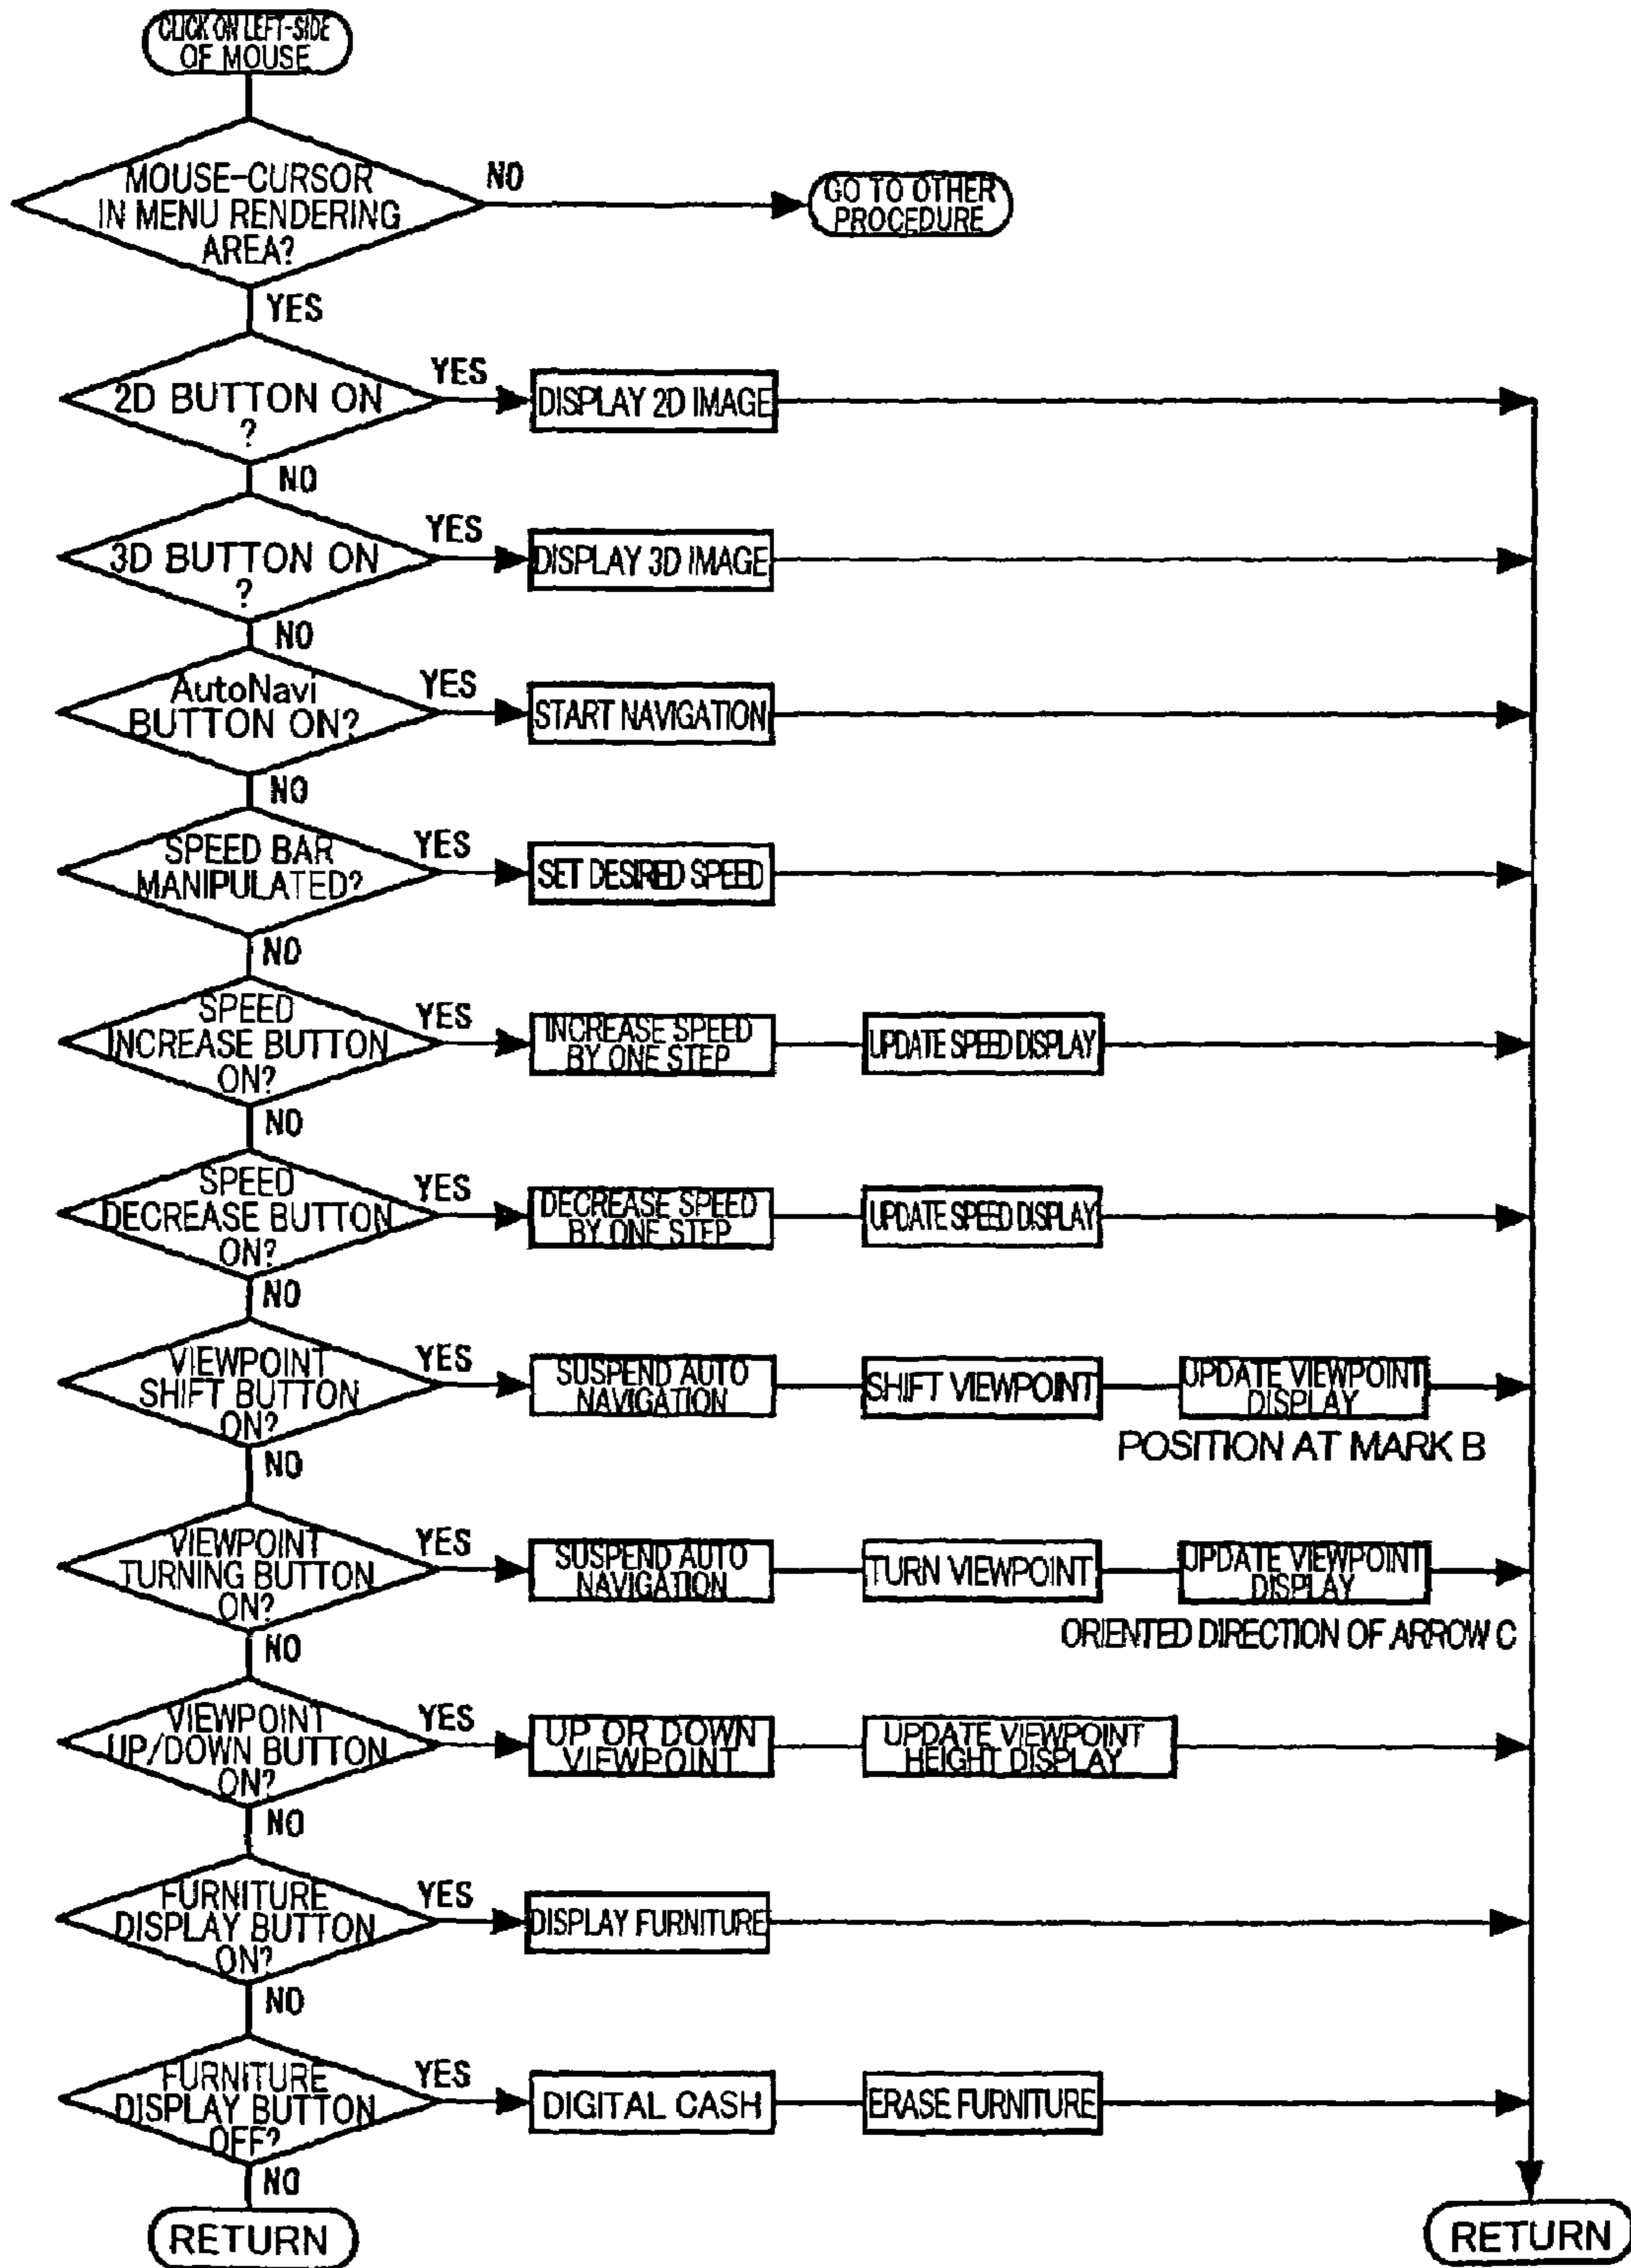 CLICK ON LEFT-SIDE
OF MOUSE
MOUSE-CURSOR
IN MENU RENDERING
AREA?
NO
GO TO OTHER
PROCEDURE
YES
2D BUTTON ON
?
YES
DISPLAY 2D IMAGE
NO
3D BUTTON ON
?
YES
DISPLAY 3D IMAGE
NO
AutoNavi
BUTTON ON?
YES
START NAVIGATION
NO
SPEED BAR
MANIPULATED?
YES
SET DESIRED SPEED
NO
SPEED
INCREASE BUTTON
ON?
YES
INCREASE SPEED
BY ONE STEP
UPDATE SPEED DISPLAY
NO
SPEED
DECREASE BUTTON
ON?
YES
DECREASE SPEED
BY ONE STEP
UPDATE SPEED DISPLAY
NO
VIEWPOINT
SHIFT BUTTON
ON?
YES
SUSPEND AUTO
NAVIGATION
SHIFT VIEWPOINT
UPDATE VIEWPOINT
DISPLAY
POSITION AT MARK B
NO
VIEWPOINT
TURNING BUTTON
ON?
YES
SUSPEND AUTO
NAVIGATION
TURN VIEWPOINT
UPDATE VIEWPOINT
DISPLAY
ORIENTED DIRECTION OF ARROW C
NO
VIEWPOINT
UP/DOWN BUTTON
ON?
YES
UP OR DOWN
VIEWPOINT
UPDATE VIEWPOINT
HEIGHT DISPLAY
NO
FURNITURE
DISPLAY BUTTON
ON?
YES
DISPLAY FURNITURE
NO
FURNITURE
DISPLAY BUTTON
OFF?
YES
DIGITAL CASH
ERASE FURNITURE
NO
RETURN
RETURN